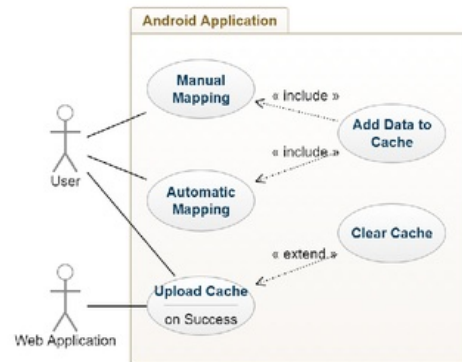 Android Application
Manual
Mapping
« include »
Add Data to
Cache
User
« include »
Automatic
Mapping
Clear Cache
« extend »
Upload Cache
on Success
Web Application